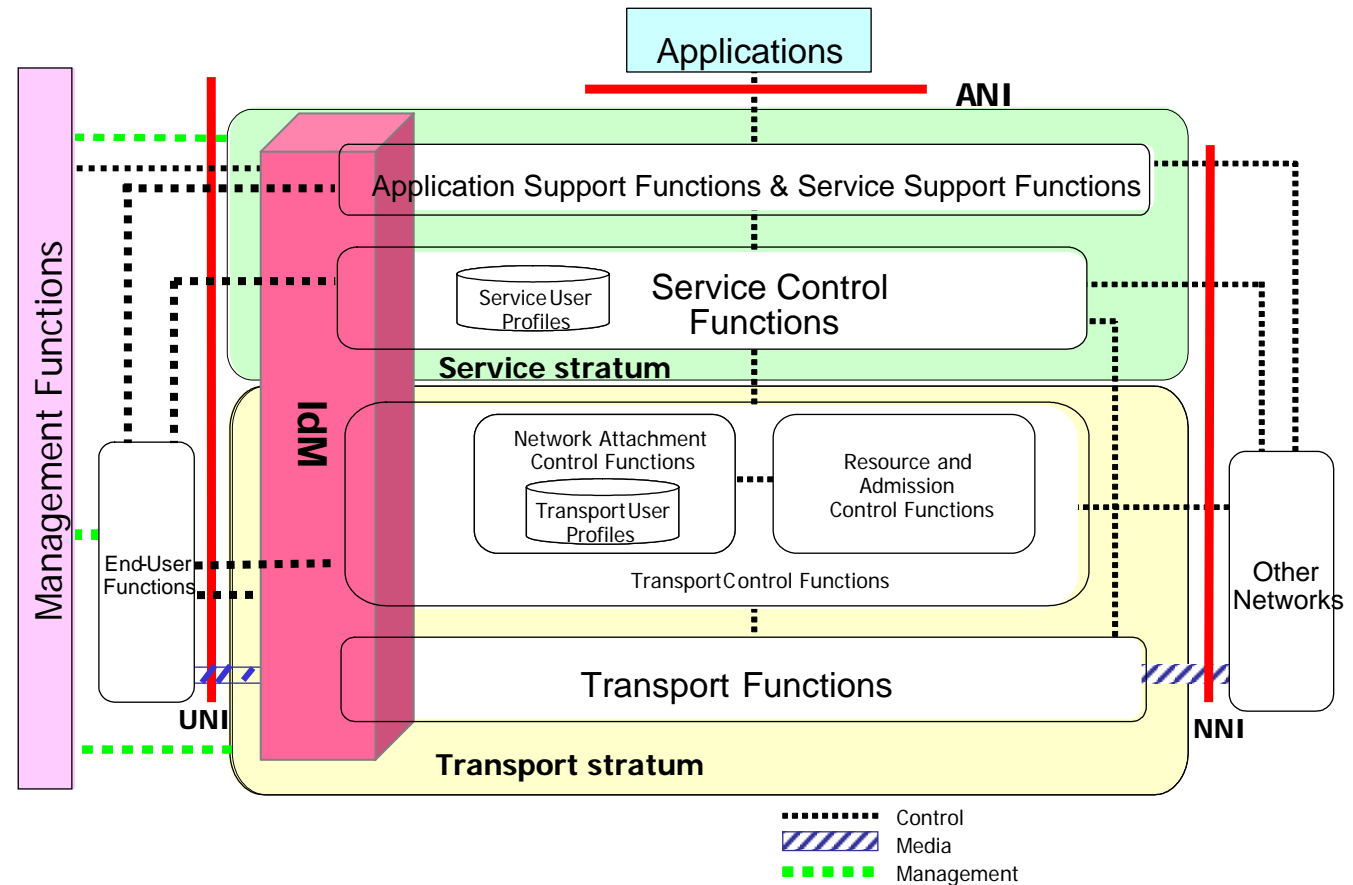 Applications
ANI
Application Support Functions & Service Support Functions
Management Functions
Service User
Profiles
Service Control
Functions
Service stratum
IdM
Network Attachment
Control Functions
Transport User
Profiles
Resource and
Admission
Control Functions
Transport Control Functions
End-User
Functions
Other
Networks
Transport Functions
UNI
NNI
Transport stratum
Control
Media
Management